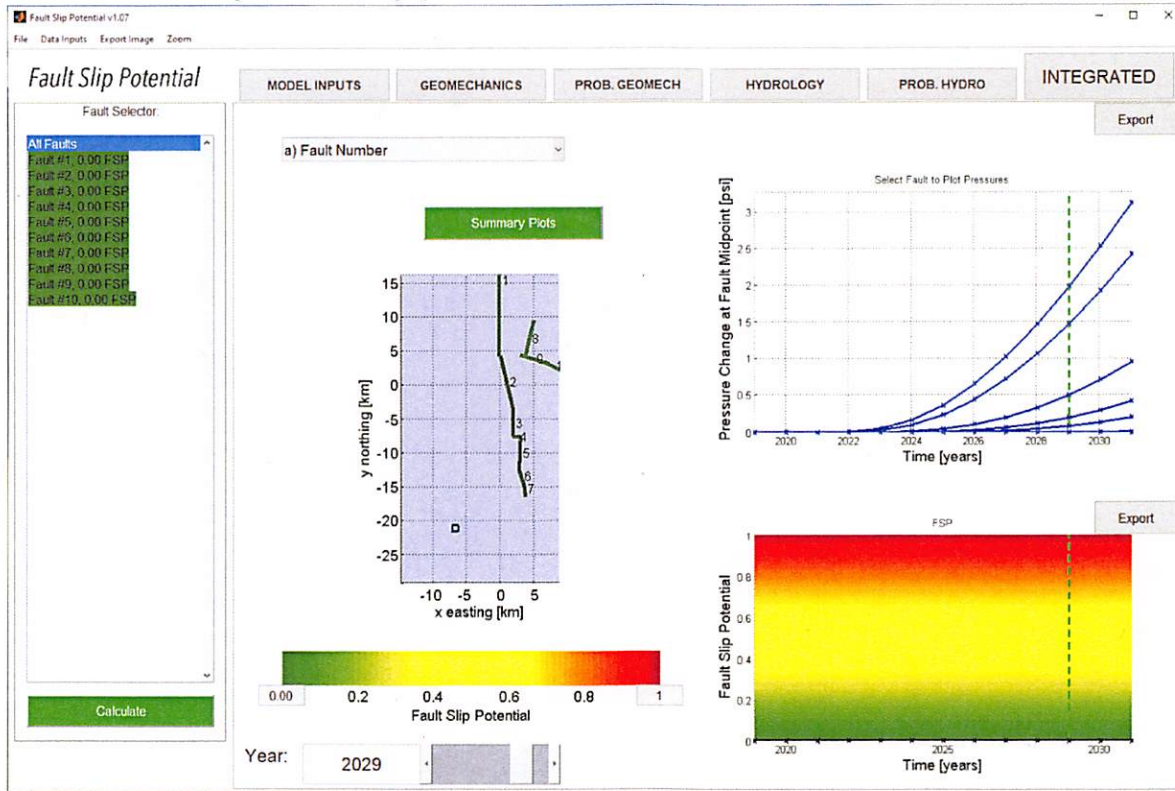 Fault Slip Potential v1.07
File Data Inputs Export Image Zoom
Fault Slip Potential
MODEL INPUTS
GEOMECHANICS
PROB. GEOMECH
HYDROLOGY
PROB. HYDRO
INTEGRATED
Fault Selector:
All Faults
Fault #1, 0.00 FSP
Fault #2, 0.00 FSP
Fault #3, 0.00 FSP
Fault #4, 0.00 FSP
Fault #5, 0.00 FSP
Fault #6, 0.00 FSP
Fault #7, 0.00 FSP
Fault #8, 0.00 FSP
Fault #9, 0.00 FSP
Fault #10, 0.00 FSP
Calculate
a) Fault Number
Summary Plots
15
10
5
0
-5
-10
-15
-20
-25
y northing [km]
1
2
3
4
5
6
7
8
-10 -5 0 5
x easting [km]
0.00 0.2 0.4 0.6 0.8 1
Fault Slip Potential
Year: 2029
Export
Select Fault to Plot Pressures
Pressure Change at Fault Midpoint [psi]
3
2.5
2
1.5
1
0.5
0
2020 2022 2024 2026 2028 2030
Time [years]
Export
FSP
Fault Slip Potential
1
0.8
0.6
0.4
0.2
0
2020 2025 2030
Time [years]